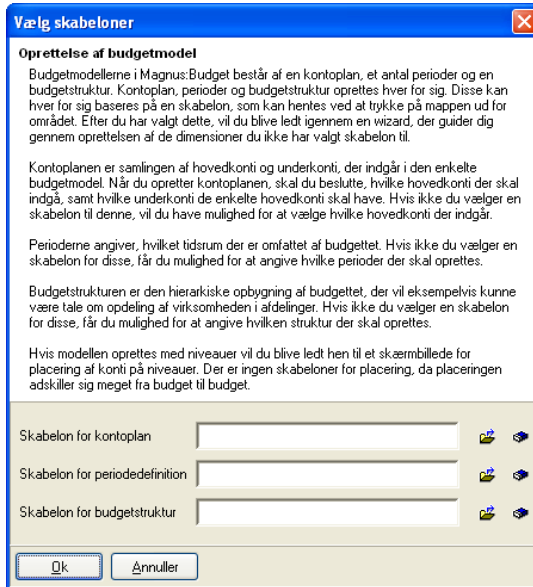 Vælg skabeloner
Oprettelse af budgetmodel
Budgetmodellerne i Magnus:Budget består af en kontoplan, et antal perioder og en
budgetstruktur. Kontoplan, perioder og budgetstruktur oprettes hver for sig. Disse kan
hver for sig baseres på en skabelon, som kan hentes ved at trykke på mappen ud for
området. Efter du har valgt dette, vil du blive ledt igennem en wizard, der guider dig
gennem oprettelsen af de dimensioner du ikke har valgt skabelon til.
Kontoplanen er samlingen af hovedkonti og underkonti, der indgår i den enkelte
budgetmodel. Når du opretter kontoplanen, skal du beslutte, hvilke hovedkonti der skal
indgå, samt hvilke underkonti de enkelte hovedkonti skal have. Hvis ikke du vælger en
skabelon til denne, vil du have mulighed for at vælge hvilke hovedkonti der indgår.
Perioderne angiver, hvilket tidsrum der er omfattet af budgettet. Hvis ikke du vælger en
skabelon for disse, får du mulighed for at angive hvilke perioder der skal oprettes.
Budgetstrukturen er den hierarkiske opbygning af budgettet, der vil eksempelvis kunne
være tale om opdeling af virksomheden i afdelinger. Hvis ikke du vælger en skabelon
for disse, får du mulighed for at angive hvilken struktur der skal oprettes.
Hvis modellen oprettes med niveauer vil du blive ledt hen til et skærmbillede for
placering af konti på niveauer. Der er ingen skabeloner for placering, da placeringen
adskiller sig meget fra budget til budget.
Skabelon for kontoplan
Skabelon for periodedefinition
Skabelon for budgetstruktur
Ok Annuller